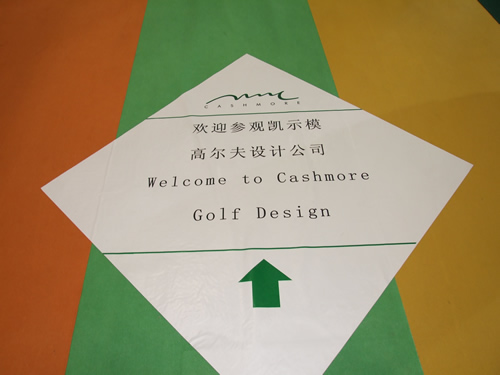 CASHMORE
欢迎参观凯示模
高尔夫设计公司
Welcome to Cashmore
Golf Design